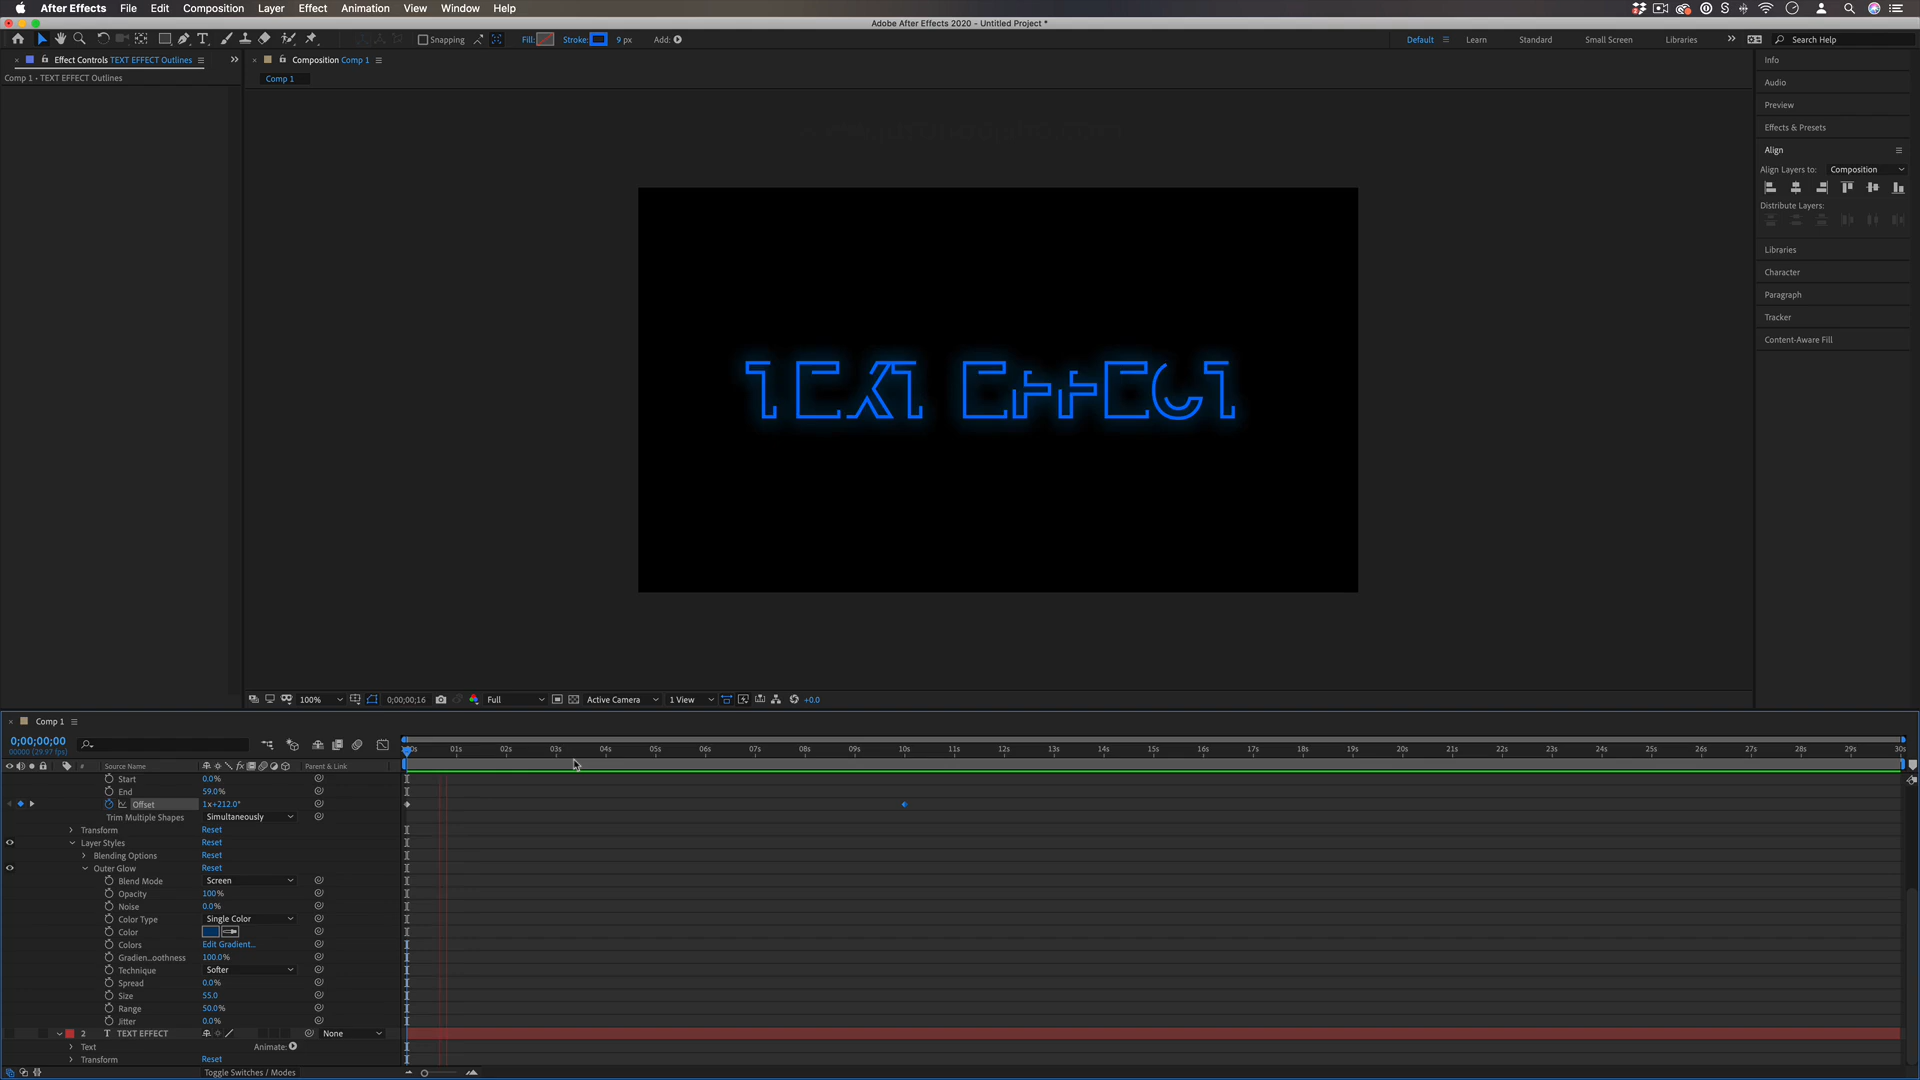 After Effects File Edit Composition Layer Effect Animation View Window Help
Adobe After Effects 2020 - Untitled Project *
Snapping Fill: Stroke: 9 px Add: Default Learn Standard Small Screen Libraries Search Help
Effect Controls TEXT EFFECT Outlines
Composition Comp 1
Comp 1 • TEXT EFFECT Outlines
Comp 1
Info
Audio
Preview
Effects & Presets
Align
Align Layers to: Composition
Distribute Layers:
Libraries
Character
Paragraph
Tracker
Content-Aware Fill
TEXT EFFECT
100% 0;00;00;16 Full Active Camera 1 View +0.0
Comp 1
0;00;00;00
00000 (29.97 fps)
01s 02s 03s 04s 05s 06s 07s 08s 09s 10s 11s 12s 13s 14s 15s 16s 17s 18s 19s 20s 21s 22s 23s 24s 25s 26s 27s 28s 29s 30s
# Source Name fx Parent & Link
Start 0.0%
End 59.0%
Offset 1x+212.0°
Trim Multiple Shapes Simultaneously
Transform Reset
Layer Styles Reset
Blending Options Reset
Outer Glow Reset
Blend Mode Screen
Opacity 100%
Noise 0.0%
Color Type Single Color
Color
Colors Edit Gradient...
Gradien...oothness 100.0%
Technique Softer
Spread 0.0%
Size 55.0
Range 50.0%
Jitter 0.0%
2 T TEXT EFFECT None
Text Animate:
Transform Reset
Toggle Switches / Modes